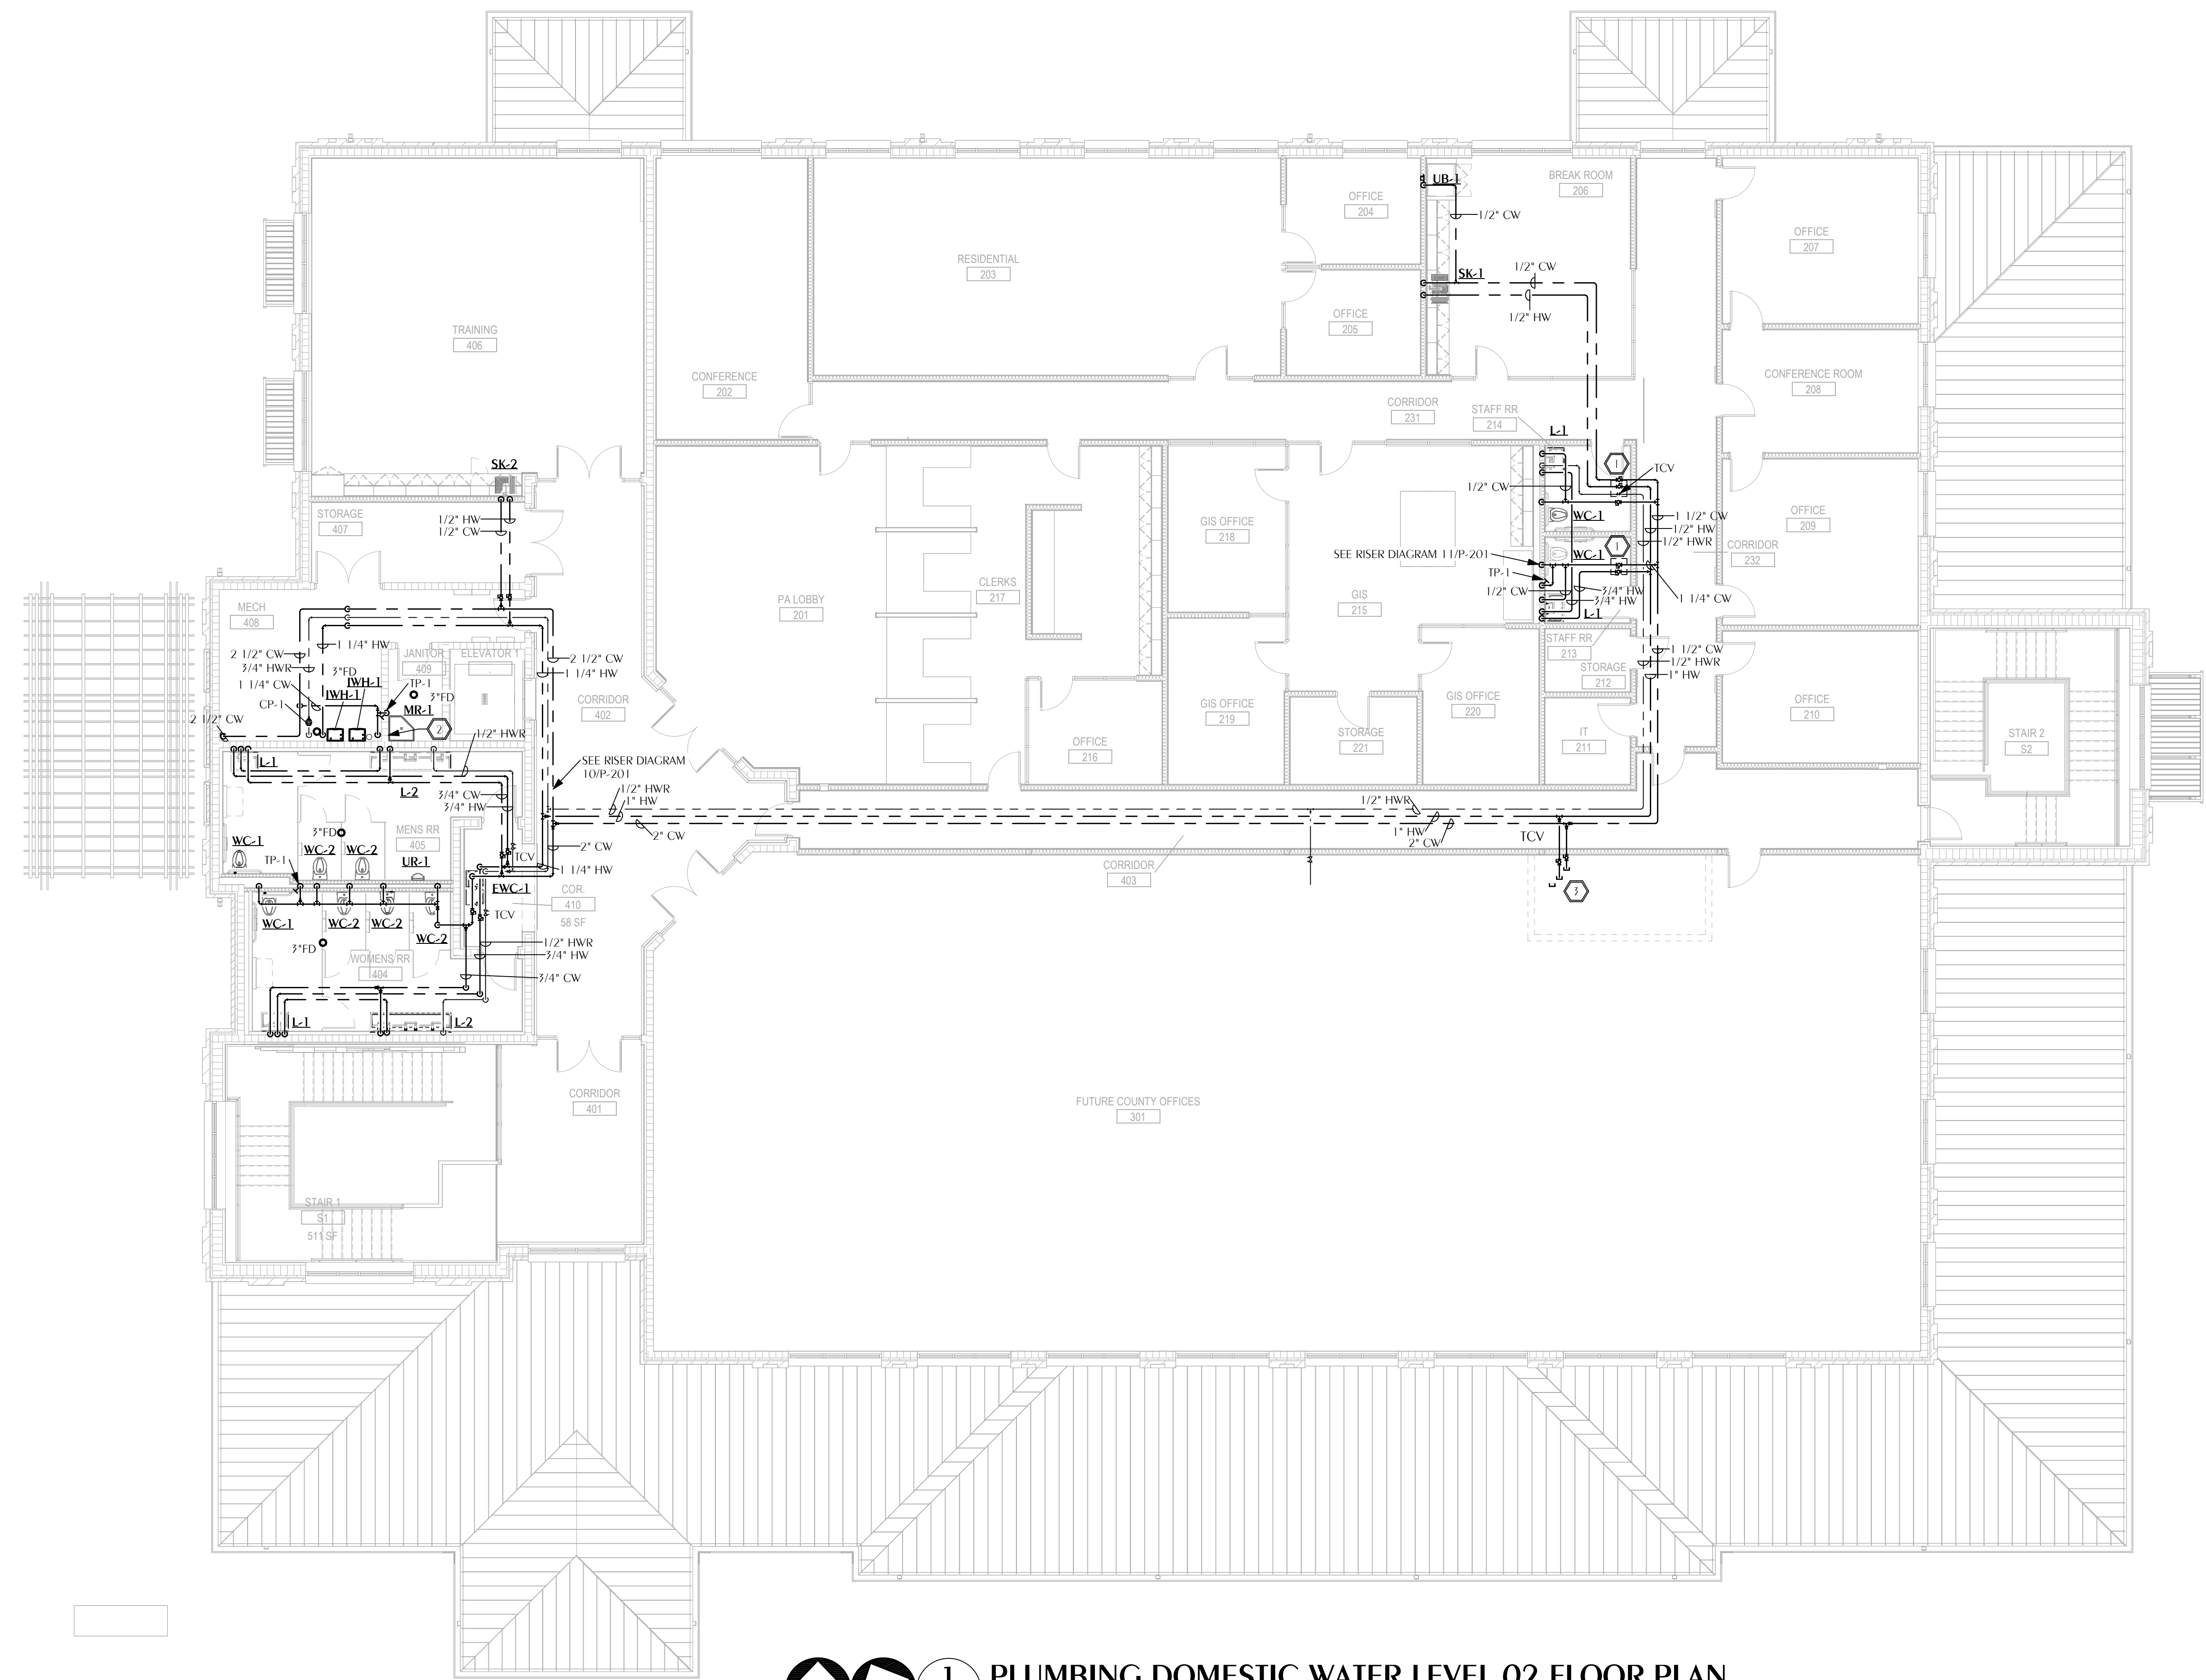 UB-1
BREAK ROOM
206
OFFICE
204
1/2" CW
OFFICE
207
RESIDENTIAL
203
SK-1
1/2" CW
1/2" HW
OFFICE
205
TRAINING
406
CONFERENCE
202
CONFERENCE ROOM
208
CORRIDOR
231
STAFF RR
214
L-1
SK-2
1
TCV
1/2" CW
STORAGE
407
1/2" HW
1/2" CW
GIS OFFICE
218
WC-1
1 1/2" CW
1/2" HW
1/2" HWR
OFFICE
209
CORRIDOR
232
SEE RISER DIAGRAM 11/P-201
WC-1
1
TP-1
1/2" CW
3/4" HW
3/4" HW
1 1/4" CW
L-1
CLERKS
217
PA LOBBY
201
GIS
215
MECH
408
1 1/4" HW
JANITOR
409
ELEVATOR 1
2 1/2" CW
3/4" HWR
3"FD
1 1/4" CW
IWH-1
IWH-1
TP-1
3"FD
CP-1
MR-1
2 1/2" CW
2
1/2" HWR
2 1/2" CW
1 1/4" HW
CORRIDOR
402
STAFF RR
213
STORAGE
212
1 1/2" CW
1/2" HWR
1" HW
GIS OFFICE
219
GIS OFFICE
220
STORAGE
221
IT
211
OFFICE
210
STAIR 2
S2
OFFICE
216
L-1
SEE RISER DIAGRAM
10/P-201
L-2
3/4" CW
3/4" HW
1/2" HWR
1" HW
2" CW
1/2" HWR
1" HW
2" CW
TCV
3"FD
MENS RR
405
WC-1
WC-2
WC-2
UR-1
TP-1
2" CW
TCV
1 1/4" HW
CORRIDOR
403
3
EWC-1
COR.
410
58 SF
TCV
WC-1
WC-2
WC-2
WC-2
3"FD
1/2" HWR
3/4" HW
3/4" CW
WOMENS RR
404
L-1
L-2
CORRIDOR
401
FUTURE COUNTY OFFICES
301
STAIR 1
S1
511 SF
1
PLUMBING DOMESTIC WATER LEVEL 02 FLOOR PLAN